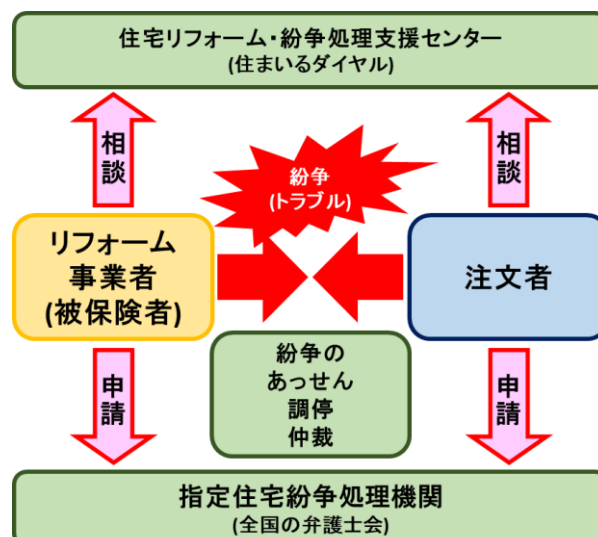 住宅リフォーム・紛争処理支援センター
(住まいるダイヤル)
相談
相談
紛争
(トラブル)
リフォーム
事業者
(被保険者)
注文者
紛争の
あっせん
調停
仲裁
申請
申請
指定住宅紛争処理機関
(全国の弁護士会)